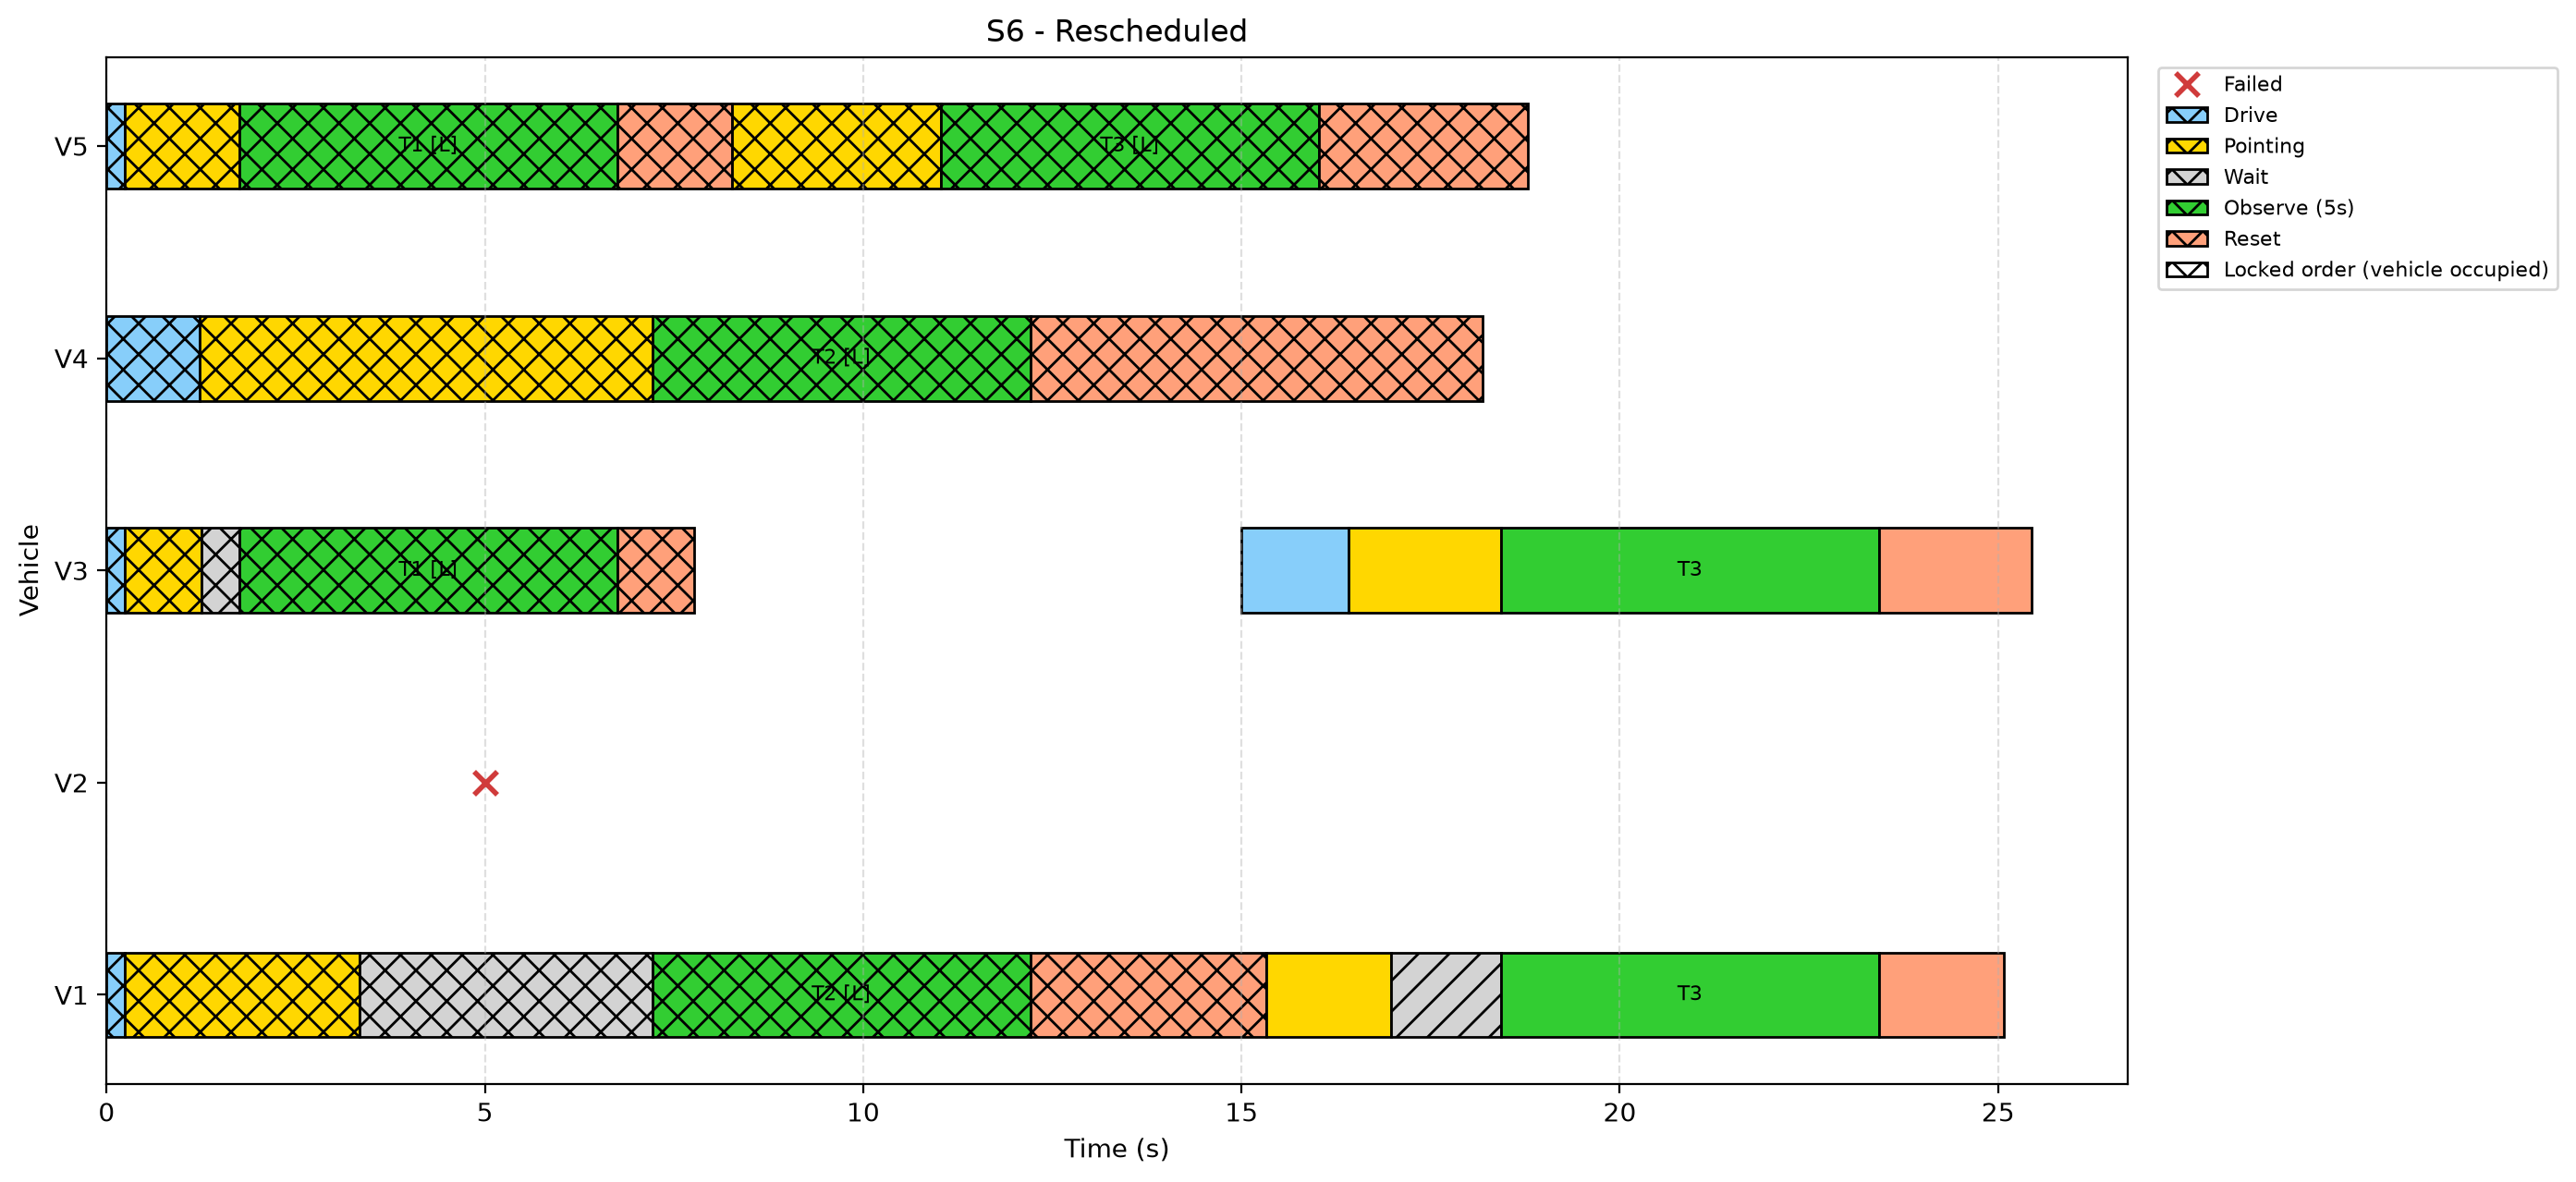 S6 - Rescheduled
Failed
Drive
Pointing
Wait
Observe (5s)
Reset
Locked order (vehicle occupied)
Vehicle
V5
T1 [L]
T3 [L]
V4
T2 [L]
V3
T1 [L]
T3
V2
V1
T2 [L]
T3
0 5 10 15 20 25
Time (s)